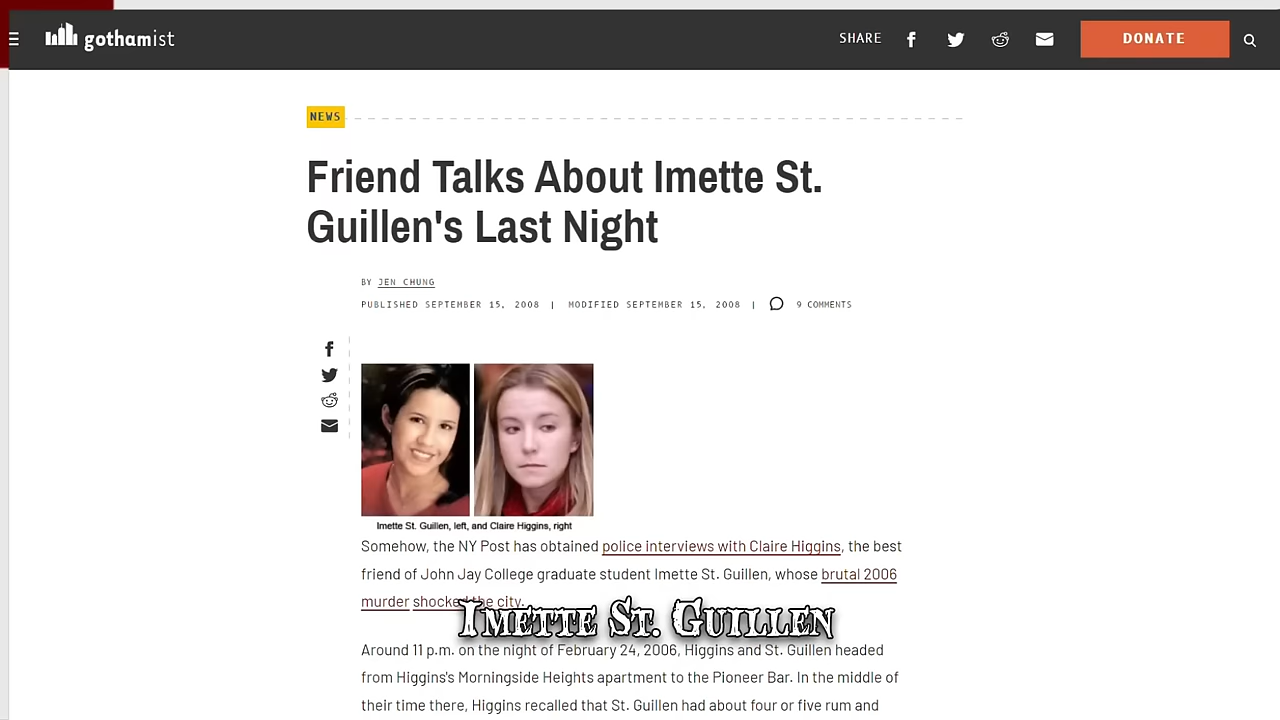 gothamist
SHARE
DONATE
NEWS
Friend Talks About Imette St.
Guillen's Last Night
BY JEN CHUNG
PUBLISHED SEPTEMBER 15, 2008 | MODIFIED SEPTEMBER 15, 2008 | 9 COMMENTS
Imette St. Guillen, left, and Claire Higgins, right
Somehow, the NY Post has obtained police interviews with Claire Higgins, the best
friend of John Jay College graduate student Imette St. Guillen, whose brutal 2006
murder shocked the city.
Imette St. Guillen
Around 11 p.m. on the night of February 24, 2006, Higgins and St. Guillen headed
from Higgins's Morningside Heights apartment to the Pioneer Bar. In the middle of
their time there, Higgins recalled that St. Guillen had about four or five rum and